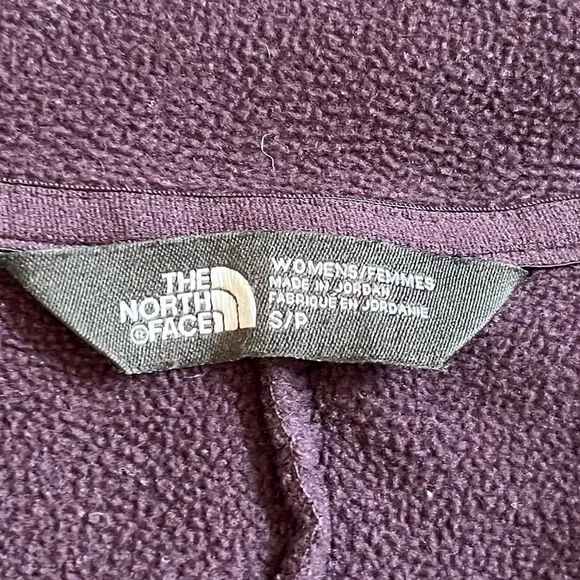 THE
NORTH
®FACE
WOMENS/FEMMES
MADE IN JORDAN
FABRIQUE EN JORDANIE
S/P